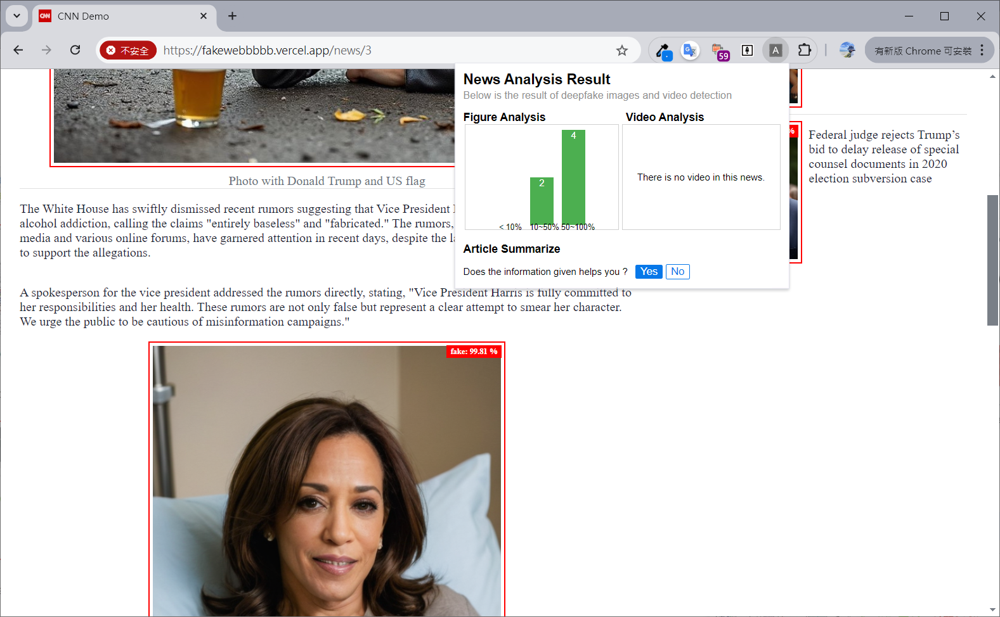 CNN
CNN Demo
不安全
https://fakewebbbbb.vercel.app/news/3
59
A
有新版 Chrome 可安裝
News Analysis Result
Below is the result of deepfake images and video detection
Figure Analysis
Video Analysis
4
2
< 10%
10~50%
50~100%
There is no video in this news.
Article Summarize
Does the information given helps you ?
Yes
No
%
Federal judge rejects Trump’s
bid to delay release of special
counsel documents in 2020
election subversion case
Photo with Donald Trump and US flag
The White House has swiftly dismissed recent rumors suggesting that Vice President
alcohol addiction, calling the claims "entirely baseless" and "fabricated." The rumors,
media and various online forums, have garnered attention in recent days, despite the
to support the allegations.
A spokesperson for the vice president addressed the rumors directly, stating, "Vice President Harris is fully committed to
her responsibilities and her health. These rumors are not only false but represent a clear attempt to smear her character.
We urge the public to be cautious of misinformation campaigns."
fake: 99.81 %